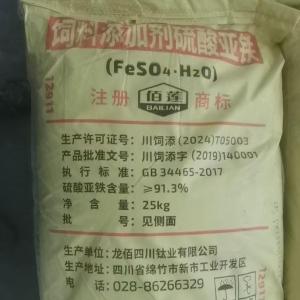 饲料添加剂硫酸亚铁
(FeSO4·H2O)
注册 佰莲 BAILIAN 商标
生产许可证号：川饲添(2024)T05003
产品批准文号：川饲添字(2019)140001
执行标准：GB 34465-2017
硫酸亚铁含量：≥91.3%
净含量：25kg
批号：见侧面
生产单位：龙佰四川钛业有限公司
生产地址：四川省绵竹市新市工业开发区
方电话：028-86266329
12911